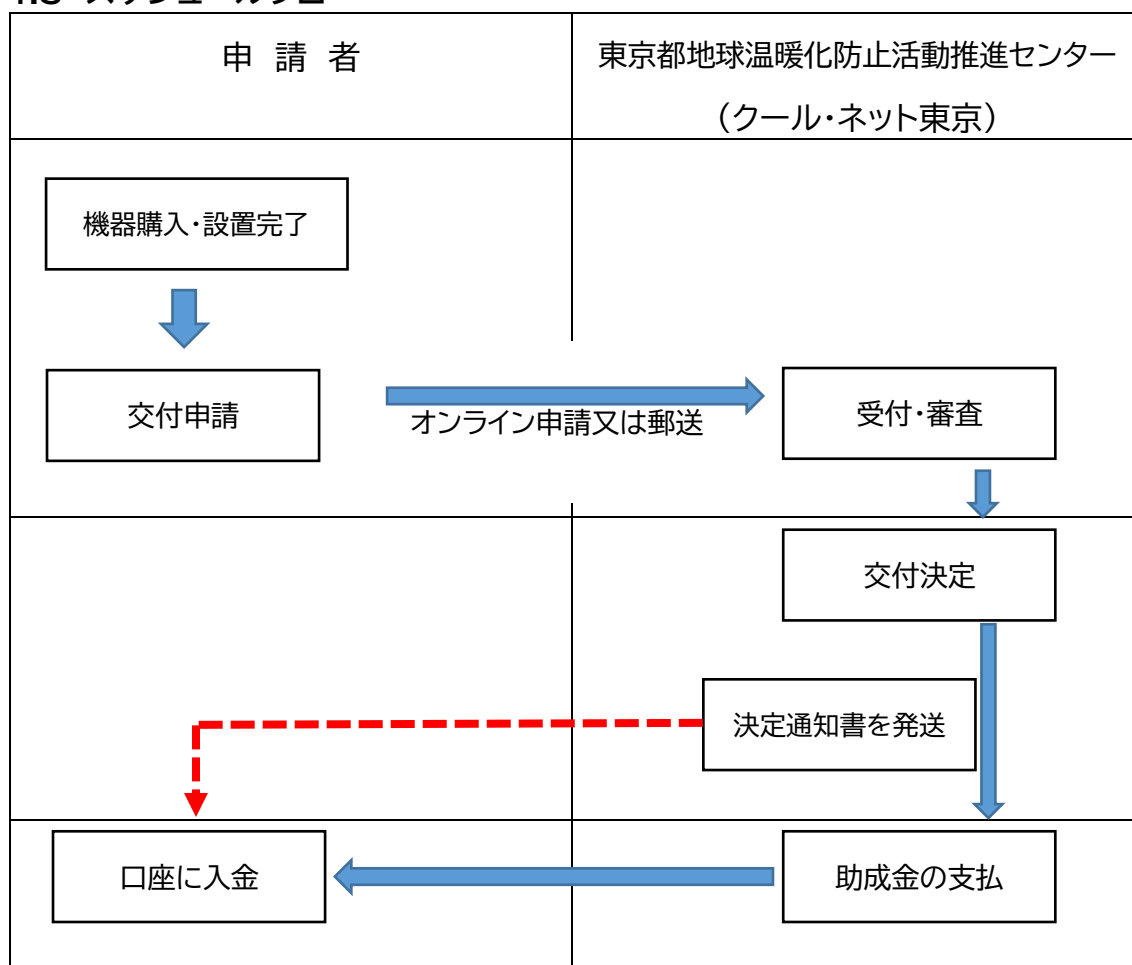 申 請 者
東京都地球温暖化防止活動推進センター
（クール・ネット東京）
機器購入・設置完了
交付申請
オンライン申請又は郵送
受付・審査
交付決定
決定通知書を発送
口座に入金
助成金の支払